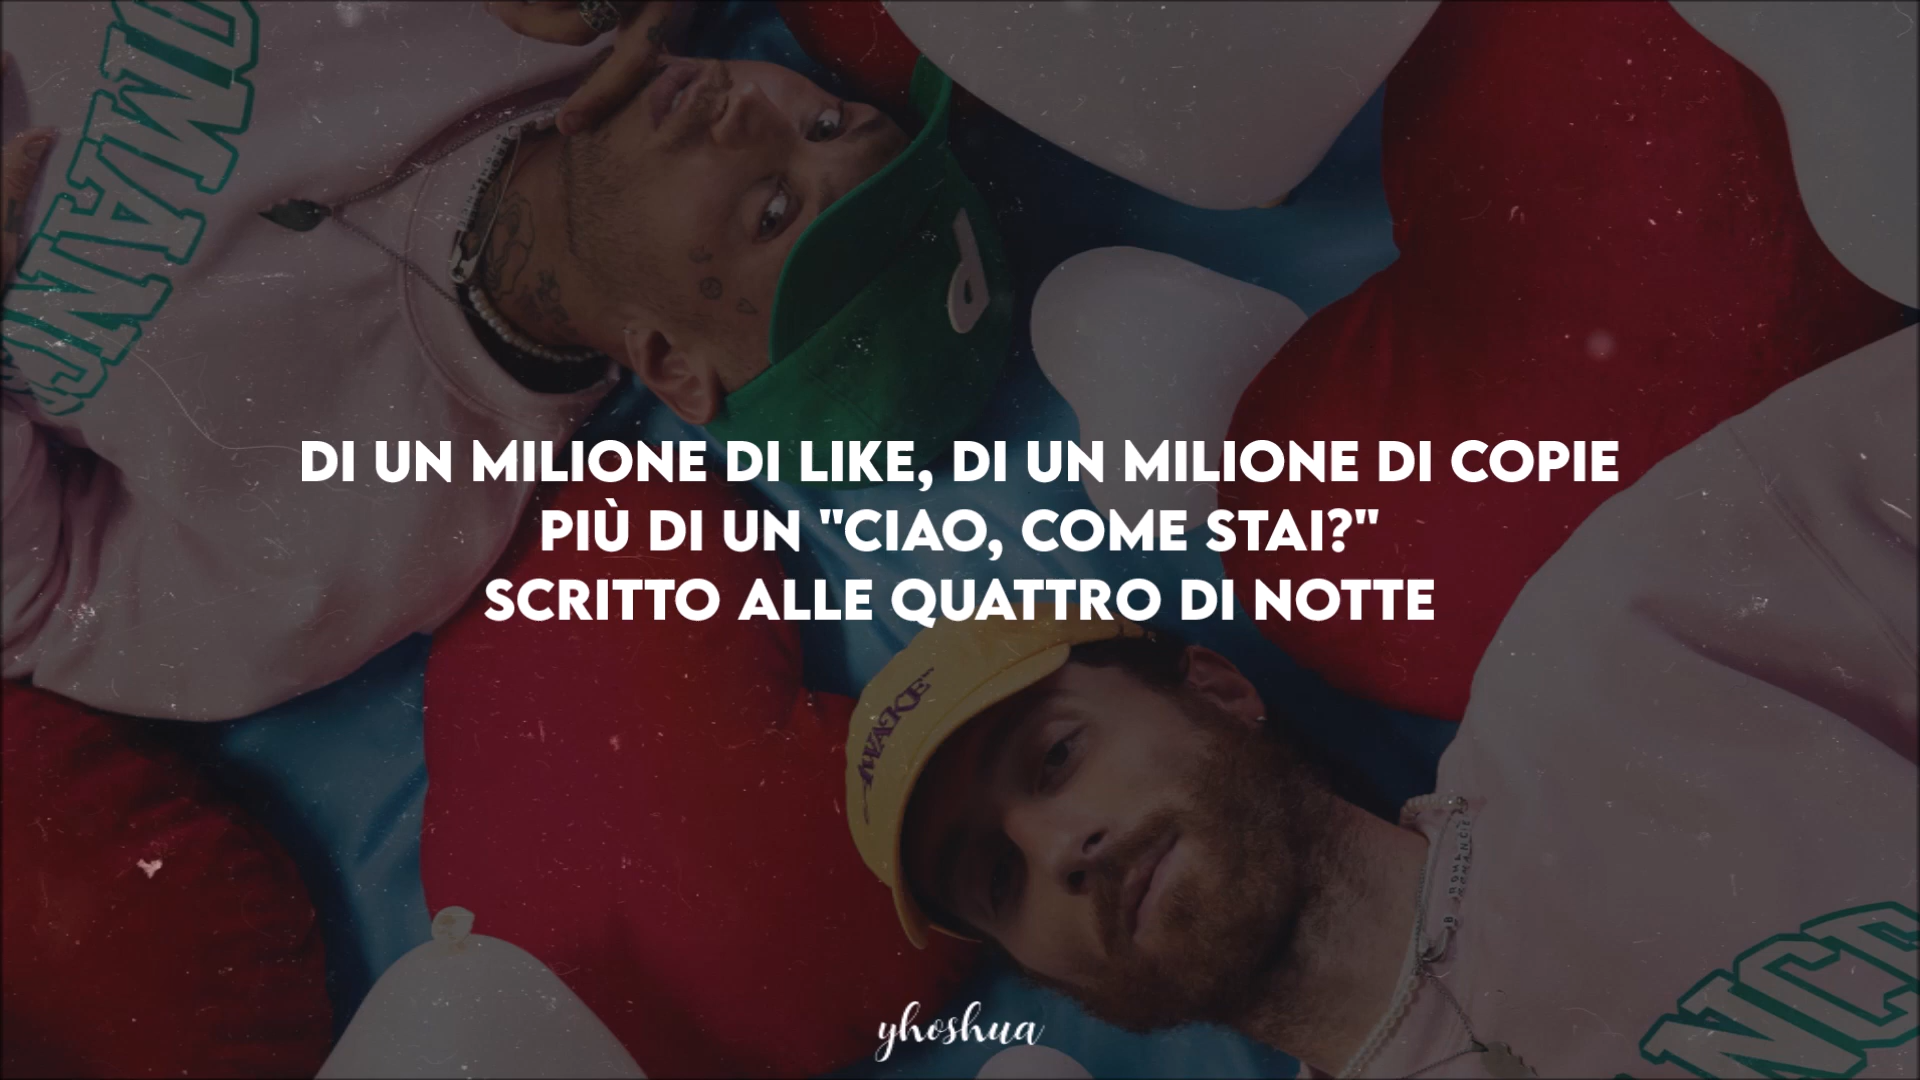 DI UN MILIONE DI LIKE, DI UN MILIONE DI COPIE
PIÙ DI UN "CIAO, COME STAI?"
SCRITTO ALLE QUATTRO DI NOTTE
AWAKE
yhoshua